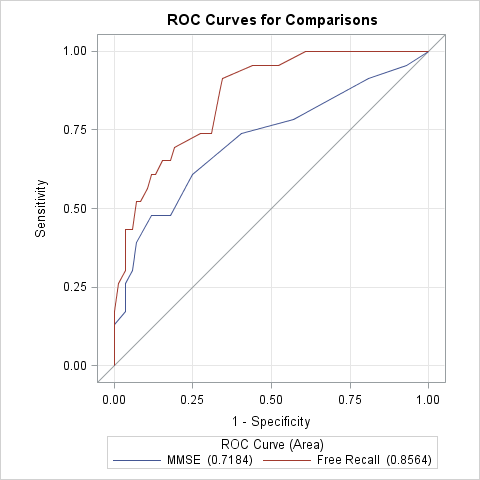 ROC Curves for Comparisons
1.00
0.75
0.50
0.25
0.00
Sensitivity
0.00 0.25 0.50 0.75 1.00
1 - Specificity
ROC Curve (Area)
MMSE (0.7184) Free Recall (0.8564)